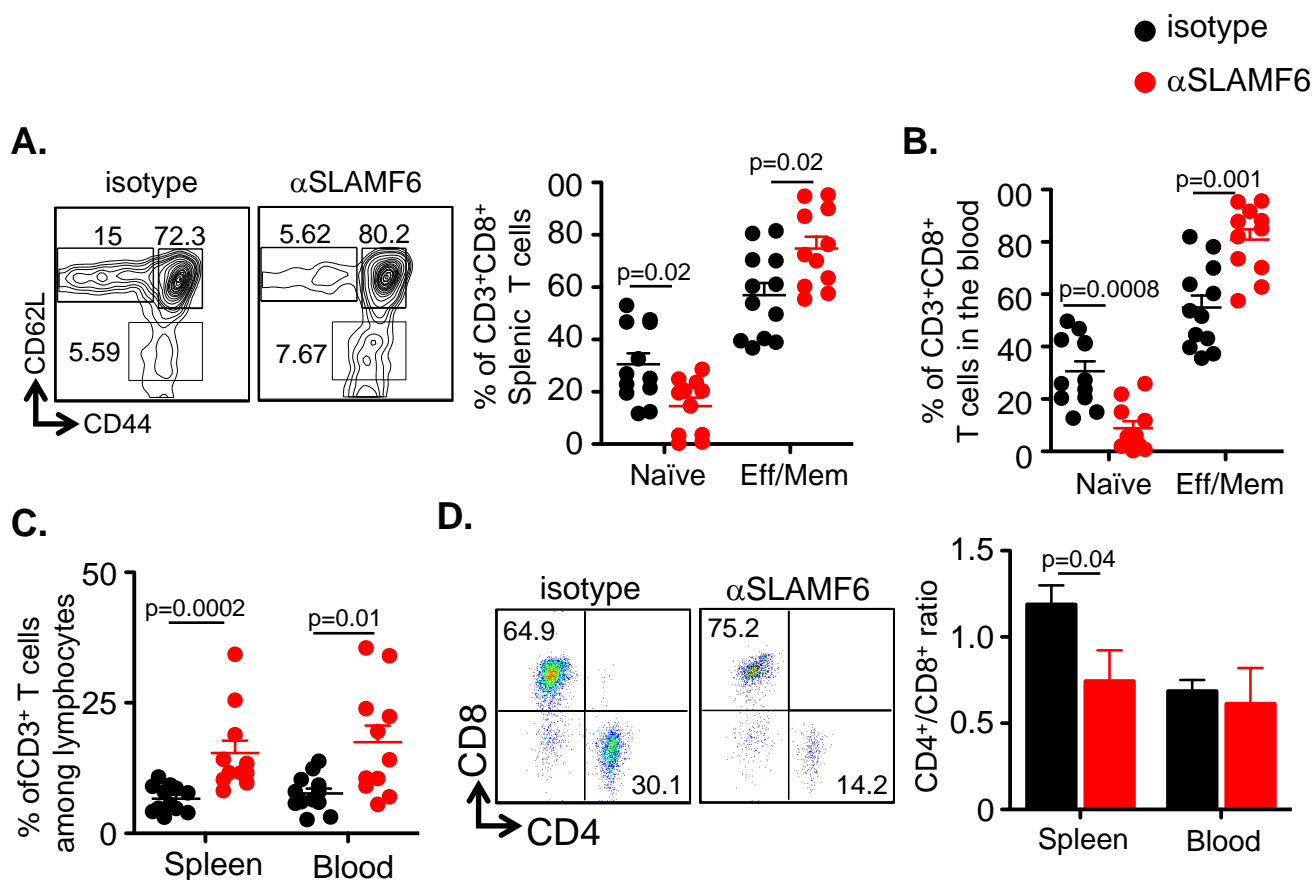 isotype
αSLAMF6
A.
isotype
αSLAMF6
15
72.3
5.59
5.62
80.2
7.67
CD62L
CD44
% of CD3+CD8+
Splenic T cells
00
80
60
40
20
00
p=0.02
p=0.02
Naïve
Eff/Mem
B.
% of CD3+CD8+
T cells in the blood
00
80
60
40
20
00
p=0.0008
p=0.001
Naïve
Eff/Mem
C.
% ofCD3+ T cells
among lymphocytes
50
25
0
p=0.0002
p=0.01
Spleen
Blood
D.
isotype
αSLAMF6
64.9
30.1
75.2
14.2
CD8
CD4
CD4+/CD8+ ratio
1.5
1.0
0.5
0
p=0.04
Spleen
Blood